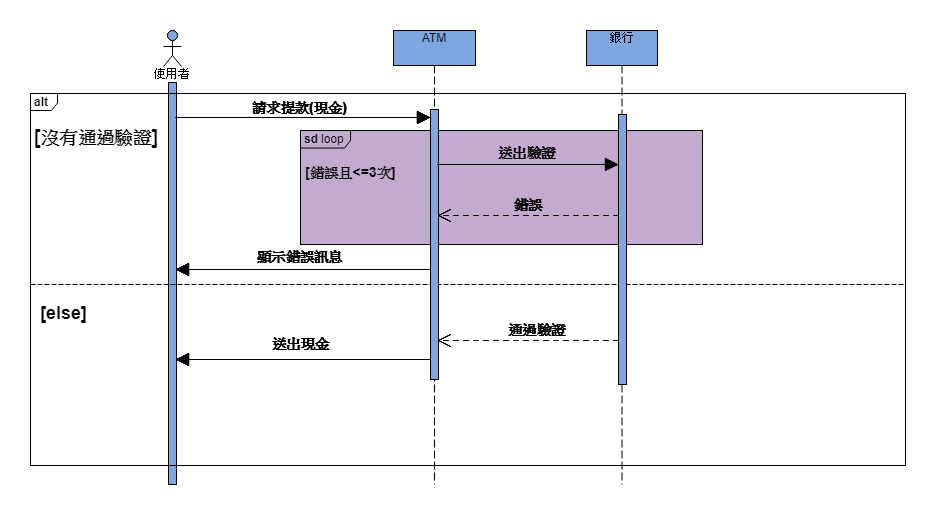 ATM
銀行
使用者
alt
請求提款(現金)
[沒有通過驗證]
sd loop
送出驗證
[錯誤且<=3次]
錯誤
顯示錯誤訊息
[else]
通過驗證
送出現金